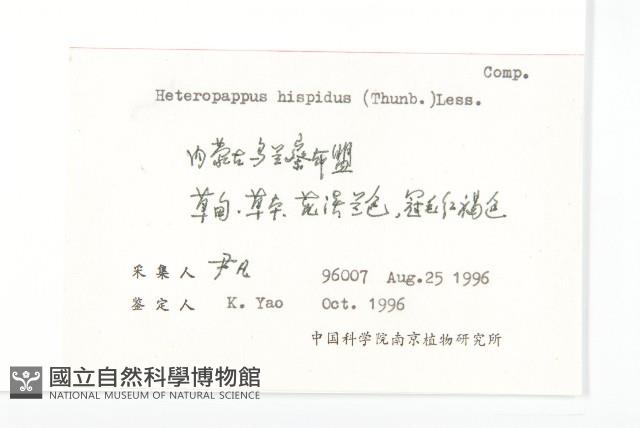 Comp.
Heteropappus hispidus (Thunb.)Less.
内蒙古乌兰察布盟
草甸.草本.花淡兰色,冠毛红褐色
采集人 尹凡 96007 Aug.25 1996
鉴定人 K. Yao Oct. 1996
中国科学院南京植物研究所
國立自然科學博物館
NATIONAL MUSEUM OF NATURAL SCIENCE